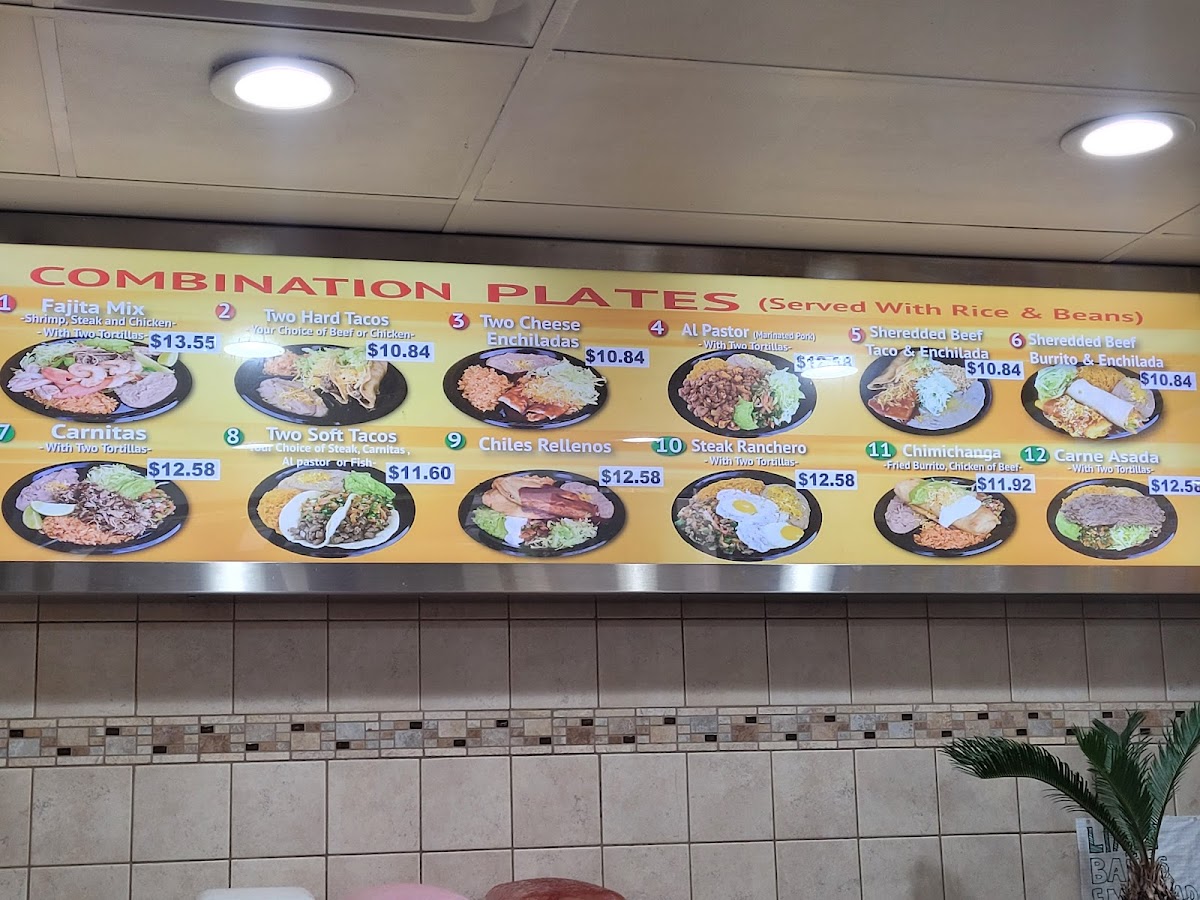 COMBINATION PLATES (Served With Rice & Beans)
1 Fajita Mix
-Shrimp, Steak and Chicken-
-With Two Tortillas-
$13.55
2 Two Hard Tacos
-Your Choice of Beef or Chicken-
$10.84
3 Two Cheese
Enchiladas
$10.84
4 Al Pastor (Marinated Pork)
-With Two Tortillas-
$12.58
5 Sheredded Beef
Taco & Enchilada
$10.84
6 Sheredded Beef
Burrito & Enchilada
$10.84
7 Carnitas
-With Two Tortillas-
$12.58
8 Two Soft Tacos
Your Choice of Steak, Carnitas,
Al pastor or Fish-
$11.60
9 Chiles Rellenos
$12.58
10 Steak Ranchero
-With Two Tortillas-
$12.58
11 Chimichanga
-Fried Burrito, Chicken of Beef-
$11.92
12 Carne Asada
-With Two Tortillas-